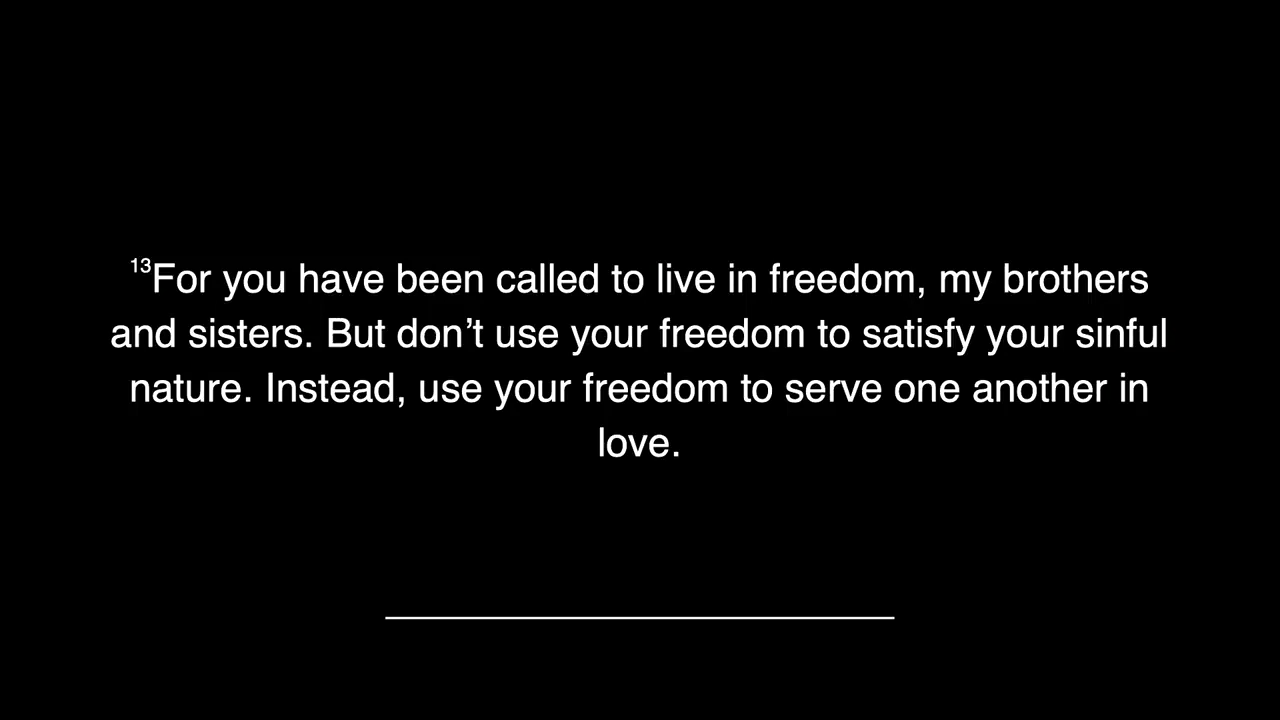 ¹³For you have been called to live in freedom, my brothers
and sisters. But don’t use your freedom to satisfy your sinful
nature. Instead, use your freedom to serve one another in
love.